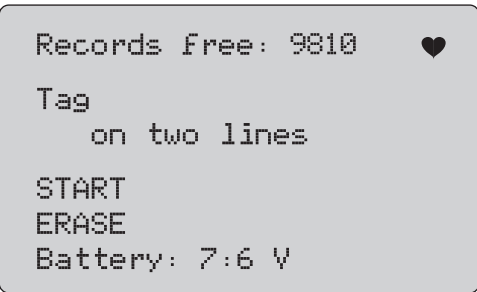 Records free: 9810
Tag
on two lines
START
ERASE
Battery: 7:6 V